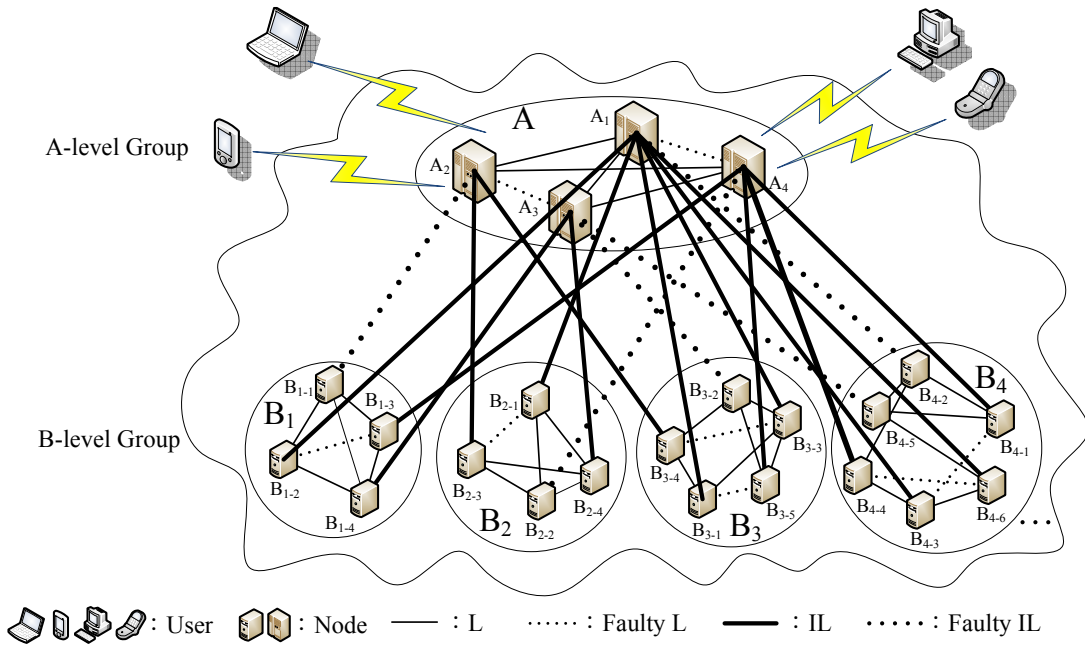 A
A₁
A-level Group
A₂
A₃
A₄
B₁₋₁
B₁
B₁₋₃
B₁₋₂
B₁₋₄
B₂₋₁
B₂₋₃
B₂
B₂₋₂
B₂₋₄
B₃₋₂
B₃₋₃
B₃₋₄
B₃₋₁
B₃
B₃₋₅
B₄
B₄₋₂
B₄₋₅
B₄₋₁
B₄₋₄
B₄₋₃
B₄₋₆
B-level Group
...
: User : Node : L : Faulty L : IL : Faulty IL